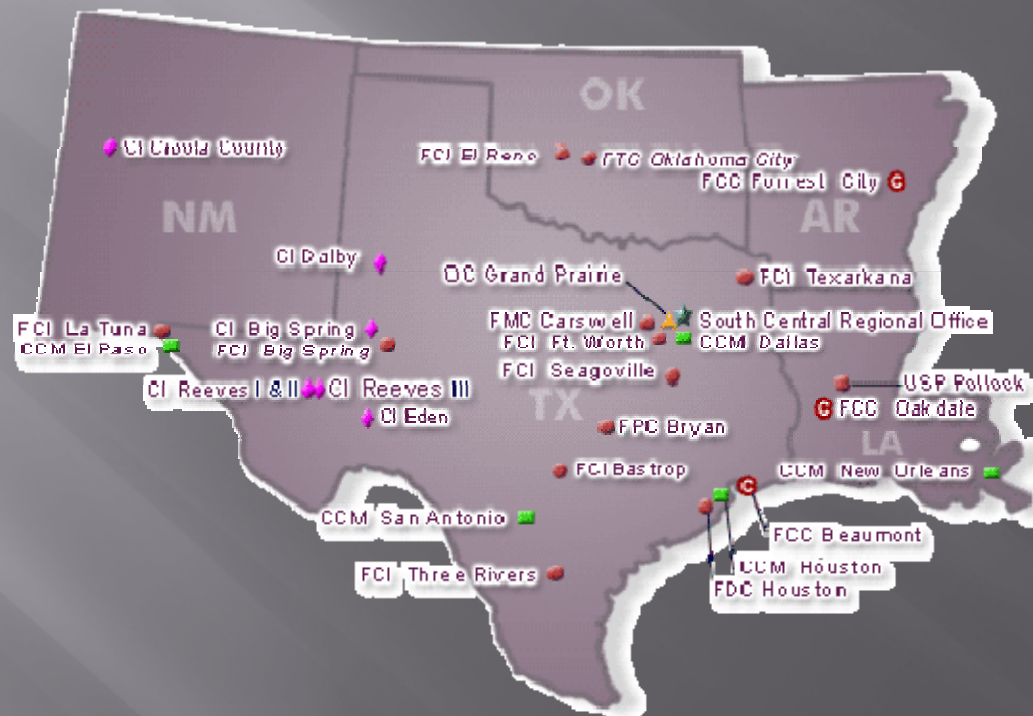 OK
CI Cibola County
FCI El Reno
FTC Oklahoma City
FCC Forrest City
NM
AR
CI Dalby
OC Grand Prairie
FCI Texarkana
FCI La Tuna
CI Big Spring
FMC Carswell
South Central Regional Office
CCM El Paso
FCI Big Spring
FCI Ft. Worth
CCM Dallas
FCI Seagoville
CI Reeves I & II
CI Reeves III
USP Pollock
TX
C FCC Oakdale
CI Eden
FPC Bryan
LA
FCI Bastrop
CCM New Orleans
C
CCM San Antonio
FCC Beaumont
CCM Houston
FCI Three Rivers
FDC Houston